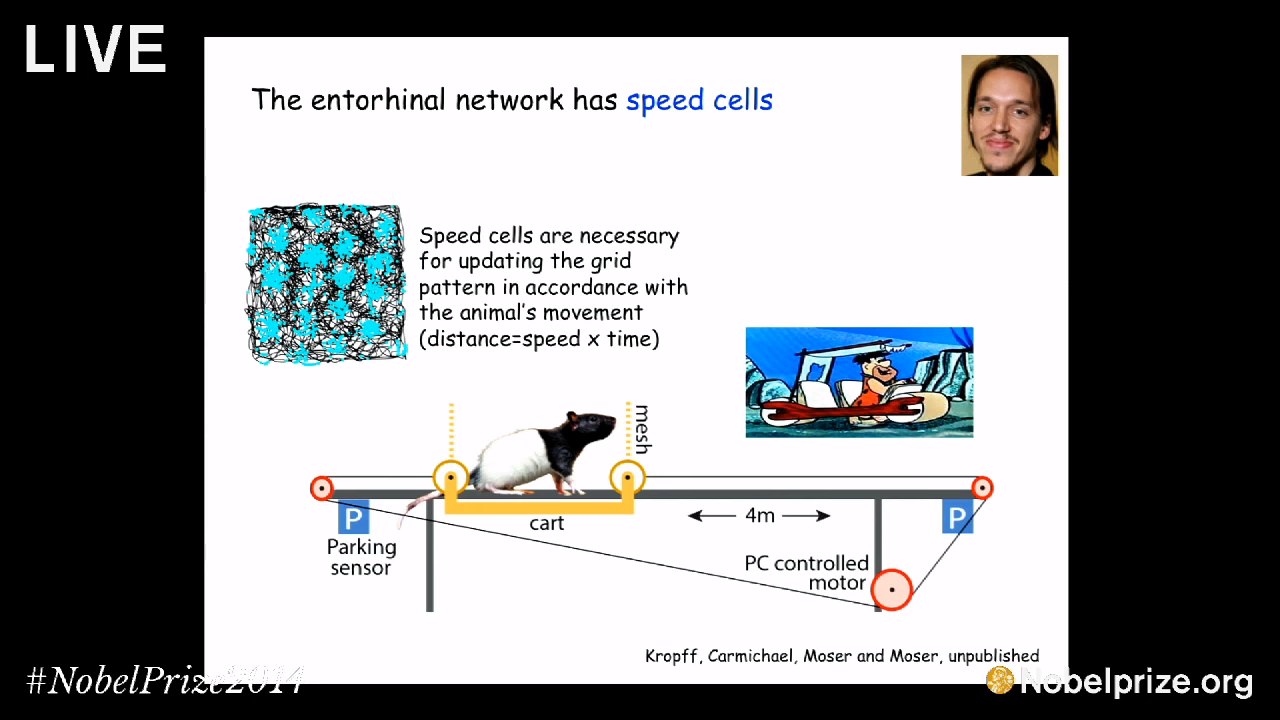 LIVE
The entorhinal network has speed cells
Speed cells are necessary
for updating the grid
pattern in accordance with
the animal's movement
(distance=speed x time)
mesh
P
cart
4m
P
Parking
sensor
PC controlled
motor
Kropff, Carmichael, Moser and Moser, unpublished
#NobelPrize2014
Nobelprize.org